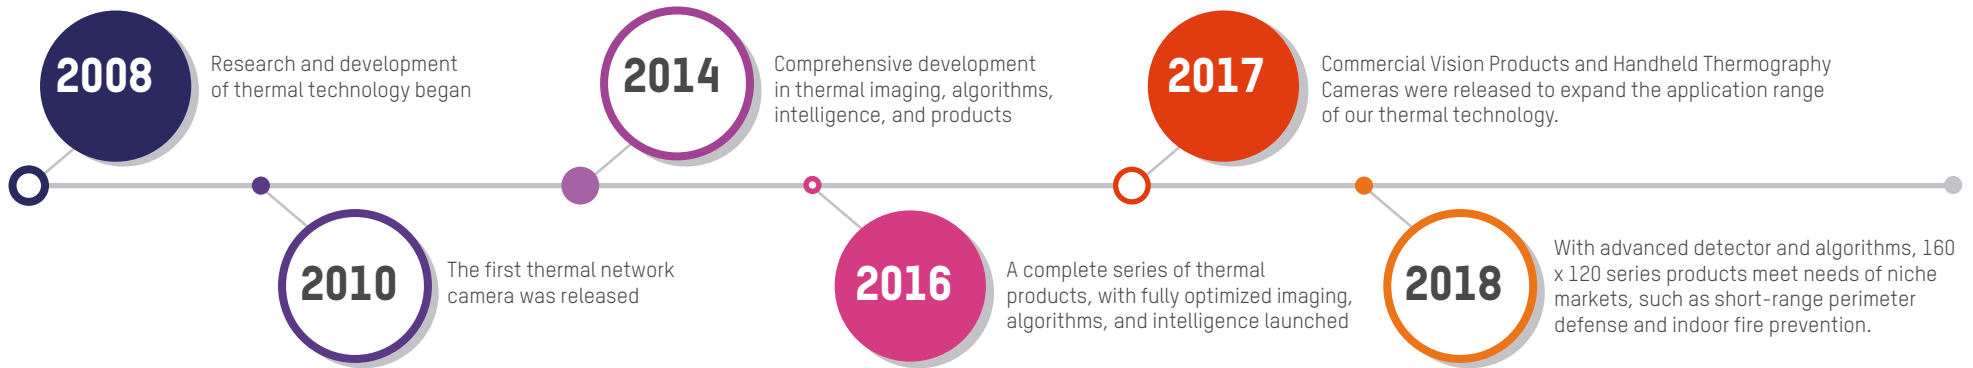 2008
Research and development
of thermal technology began
2010
The first thermal network
camera was released
2014
Comprehensive development
in thermal imaging, algorithms,
intelligence, and products
2016
A complete series of thermal
products, with fully optimized imaging,
algorithms, and intelligence launched
2017
Commercial Vision Products and Handheld Thermography
Cameras were released to expand the application range
of our thermal technology.
2018
With advanced detector and algorithms, 160
x 120 series products meet needs of niche
markets, such as short-range perimeter
defense and indoor fire prevention.